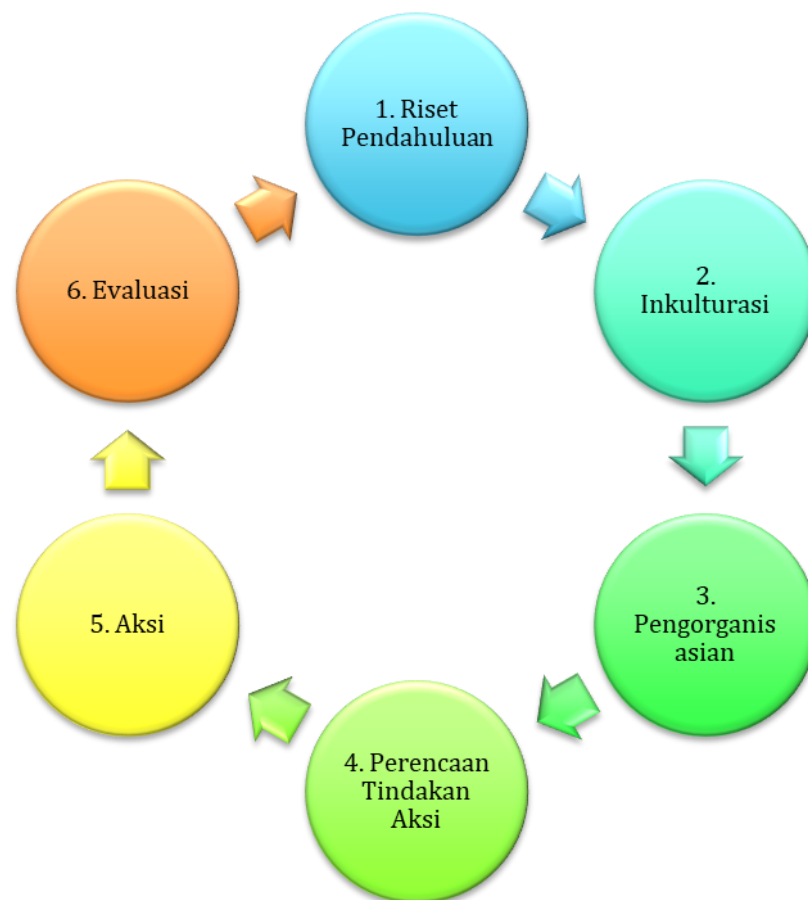 1. Riset
Pendahuluan
2.
Inkulturasi
3.
Pengorganis
asian
4. Perencaan
Tindakan
Aksi
5. Aksi
6. Evaluasi